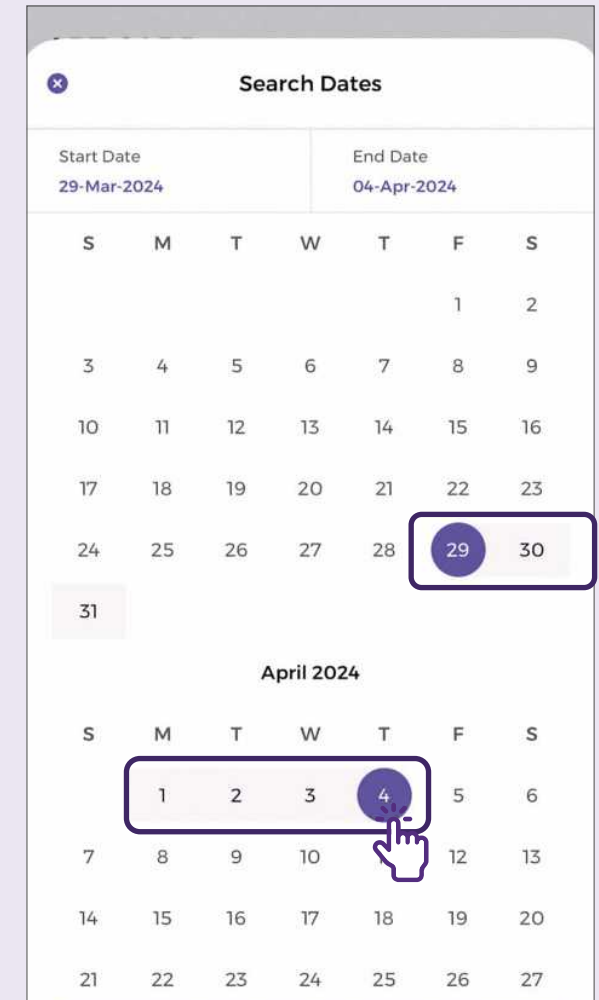 Search Dates
Start Date End Date
29-Mar-2024 04-Apr-2024
S M T W T F S
1 2
3 4 5 6 7 8 9
10 11 12 13 14 15 16
17 18 19 20 21 22 23
24 25 26 27 28 29 30
31
April 2024
S M T W T F S
1 2 3 4 5 6
7 8 9 10 12 13
14 15 16 17 18 19 20
21 22 23 24 25 26 27